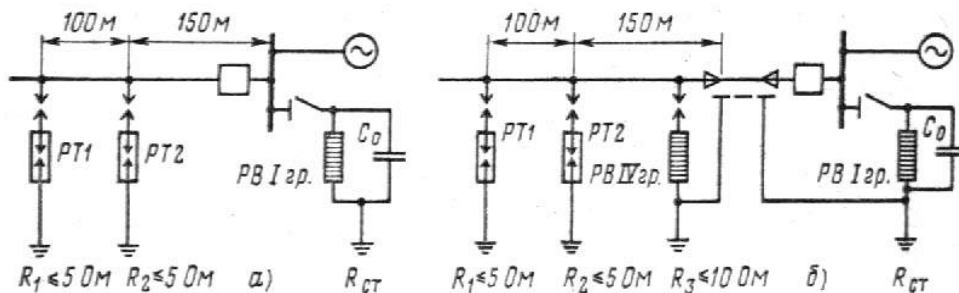 100м 150м 100м 150м
РТ1 РТ2 РВ I гр. C₀ РТ1 РТ2 РВ IV гр. РВ I гр. C₀
R₁≤5 Ом R₂≤5 Ом а) Rст R₁≤5 Ом R₂≤5 Ом R₃≤10 Ом б) Rст